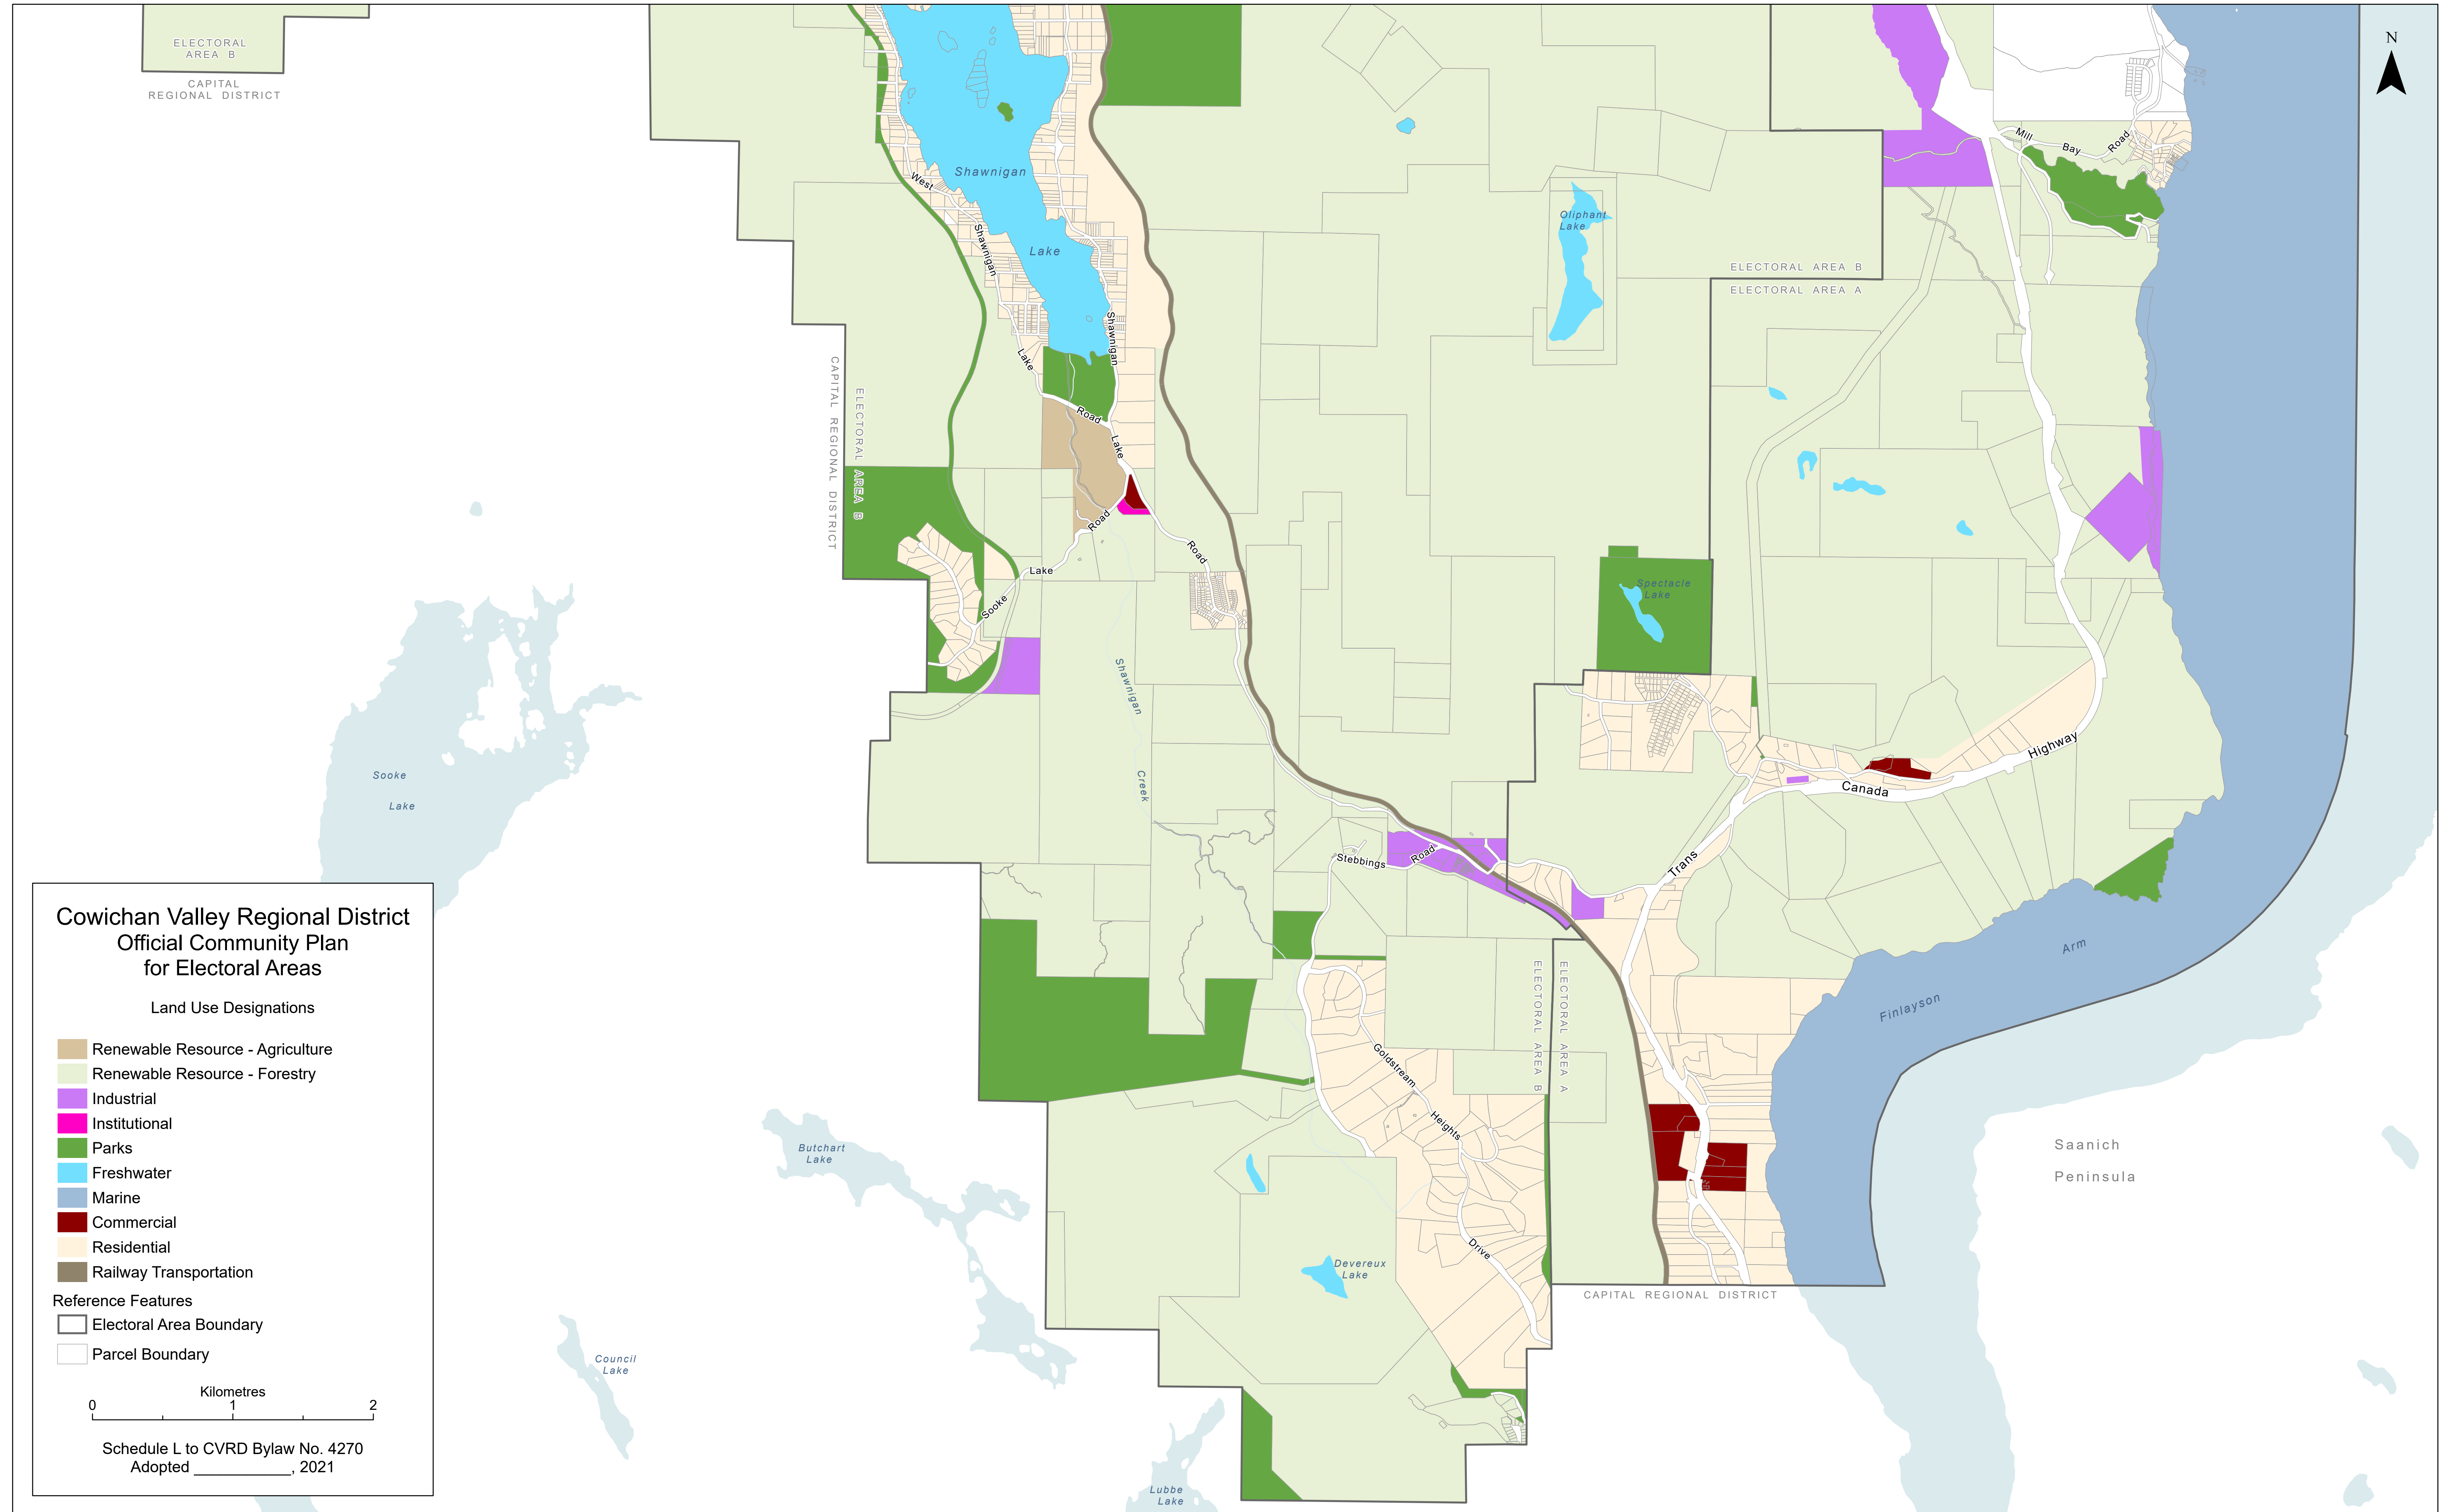 ELECTORAL
AREA B
CAPITAL
REGIONAL DISTRICT
N
Mill
Bay
Road
Shawnigan
Lake
West
Shawnigan
Lake
Road
Shawnigan
Lake
Road
Oliphant
Lake
ELECTORAL AREA B
ELECTORAL AREA A
CAPITAL REGIONAL DISTRICT
ELECTORAL AREA B
Sooke
Lake
Road
Spectacle
Lake
Shawnigan
Creek
Sooke
Lake
Trans
Canada
Highway
Stebbings
Road
Arm
Finlayson
ELECTORAL AREA B
ELECTORAL AREA A
Goldstream
Heights
Drive
Butchart
Lake
Saanich
Peninsula
Devereux
Lake
CAPITAL REGIONAL DISTRICT
Council
Lake
Lubbe
Lake
Cowichan Valley Regional District
Official Community Plan
for Electoral Areas
Land Use Designations
Renewable Resource - Agriculture
Renewable Resource - Forestry
Industrial
Institutional
Parks
Freshwater
Marine
Commercial
Residential
Railway Transportation
Reference Features
Electoral Area Boundary
Parcel Boundary
Kilometres
0 1 2
Schedule L to CVRD Bylaw No. 4270
Adopted ____________, 2021